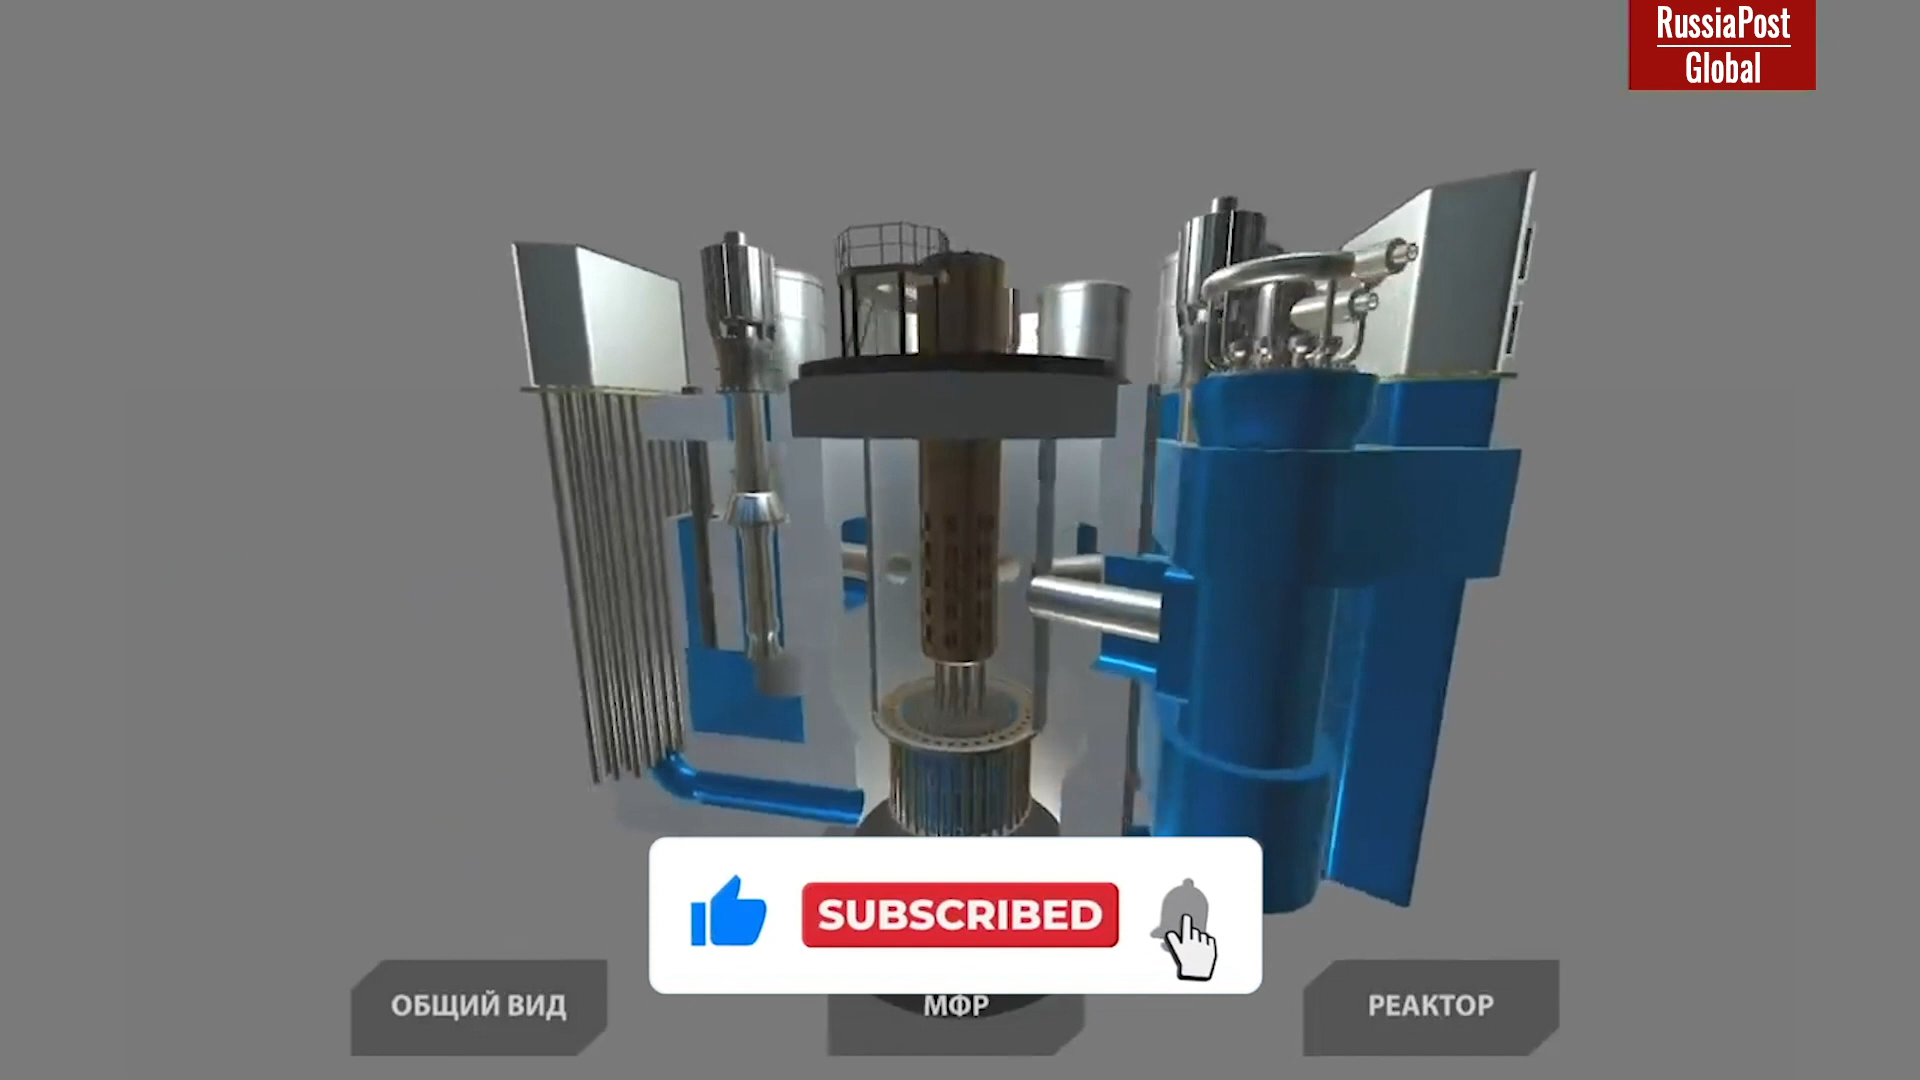 RussiaPost
Global
SUBSCRIBED
ОБЩИЙ ВИД
МФР
РЕАКТОР